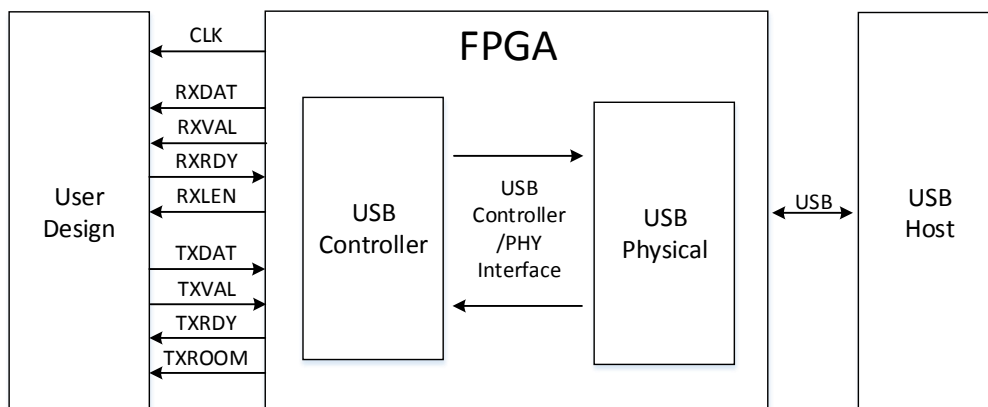 FPGA
CLK
RXDAT
RXVAL
RXRDY
RXLEN
TXDAT
TXVAL
TXRDY
TXROOM
User
Design
USB
Controller
USB
Controller
/PHY
Interface
USB
Physical
USB
USB
Host